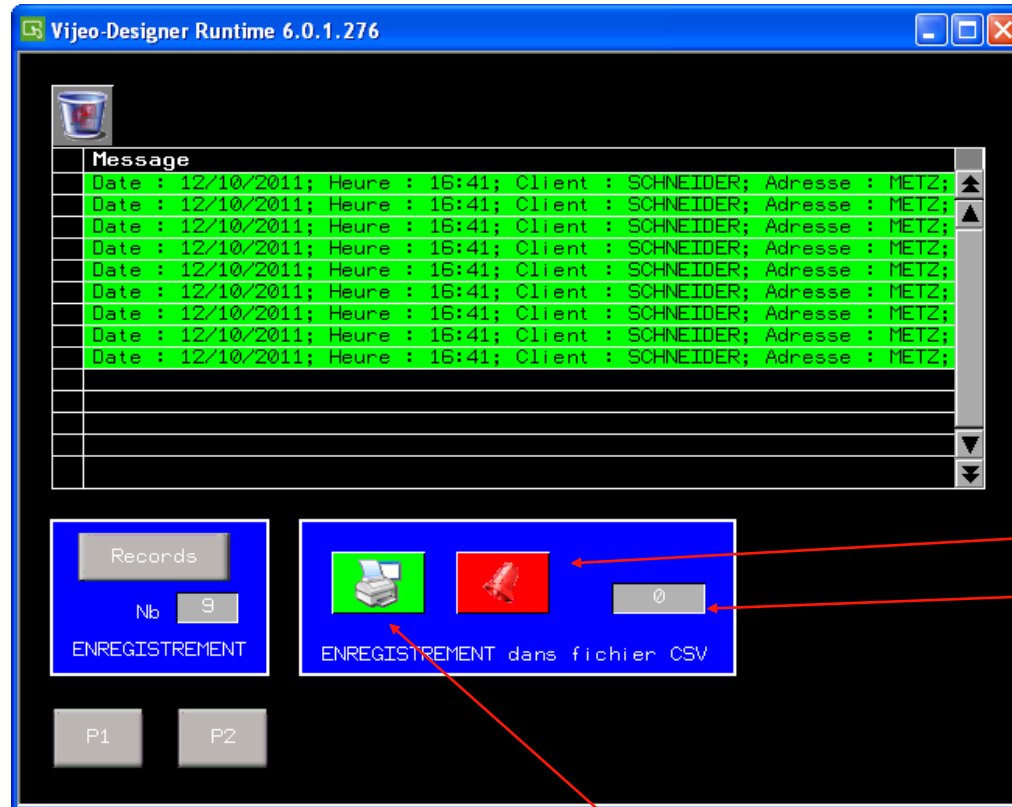 Vijeo-Designer Runtime 6.0.1.276
Message
Date : 12/10/2011; Heure : 16:41; Client : SCHNEIDER; Adresse : METZ;
Date : 12/10/2011; Heure : 16:41; Client : SCHNEIDER; Adresse : METZ;
Date : 12/10/2011; Heure : 16:41; Client : SCHNEIDER; Adresse : METZ;
Date : 12/10/2011; Heure : 16:41; Client : SCHNEIDER; Adresse : METZ;
Date : 12/10/2011; Heure : 16:41; Client : SCHNEIDER; Adresse : METZ;
Date : 12/10/2011; Heure : 16:41; Client : SCHNEIDER; Adresse : METZ;
Date : 12/10/2011; Heure : 16:41; Client : SCHNEIDER; Adresse : METZ;
Date : 12/10/2011; Heure : 16:41; Client : SCHNEIDER; Adresse : METZ;
Date : 12/10/2011; Heure : 16:41; Client : SCHNEIDER; Adresse : METZ;
Records
Nb 9
ENREGISTREMENT
0
ENREGISTREMENT dans fichier CSV
P1
P2